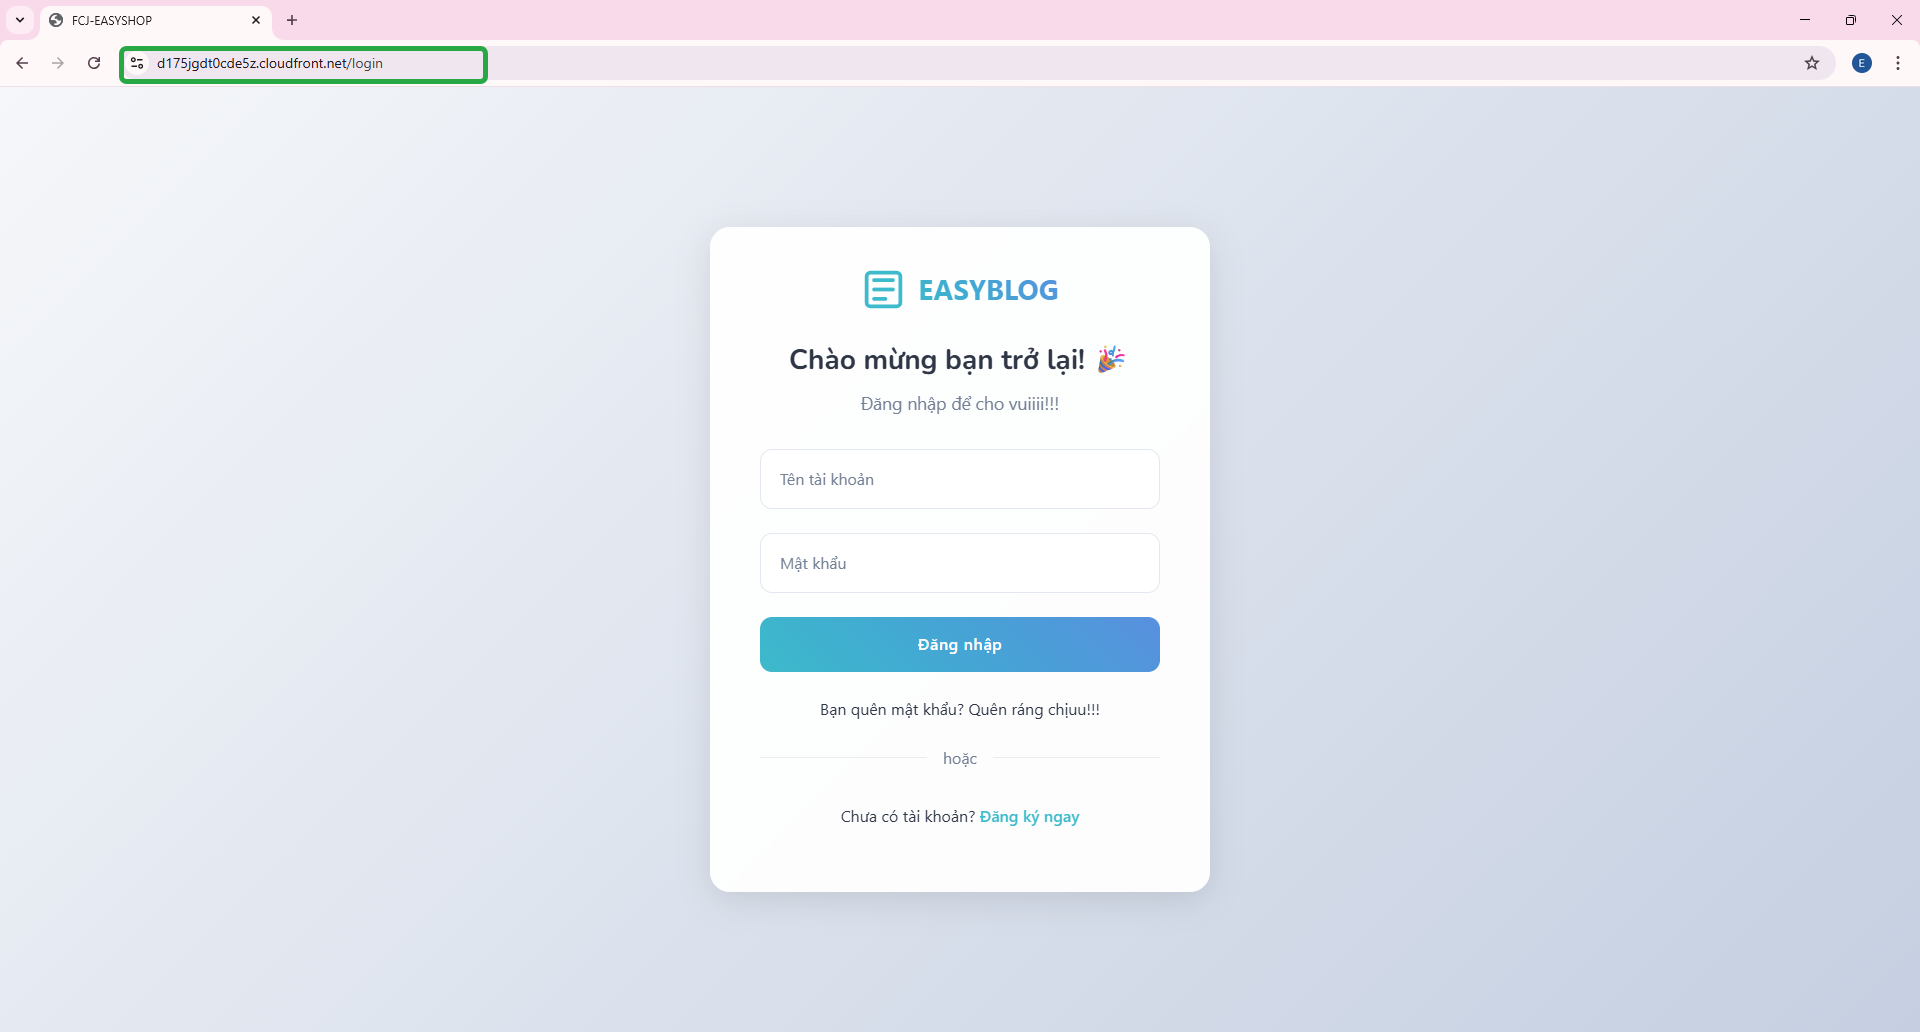 FCJ-EASYSHOP
d175jgdt0cde5z.cloudfront.net/login
E
EASYBLOG
Chào mừng bạn trở lại! 🎉
Đăng nhập để cho vuiiii!!!
Tên tài khoản
Mật khẩu
Đăng nhập
Bạn quên mật khẩu? Quên ráng chịuu!!!
hoặc
Chưa có tài khoản? Đăng ký ngay